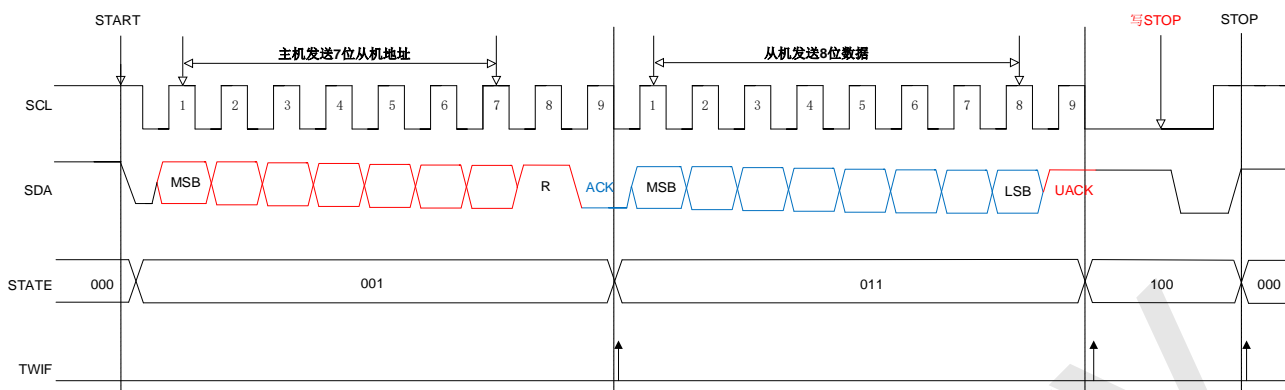 START 写STOP STOP
主机发送7位从机地址 从机发送8位数据
SCL 1 2 3 4 5 6 7 8 9 1 2 3 4 5 6 7 8 9
SDA MSB R ACK MSB LSB UACK
STATE 000 001 011 100 000
TWIF